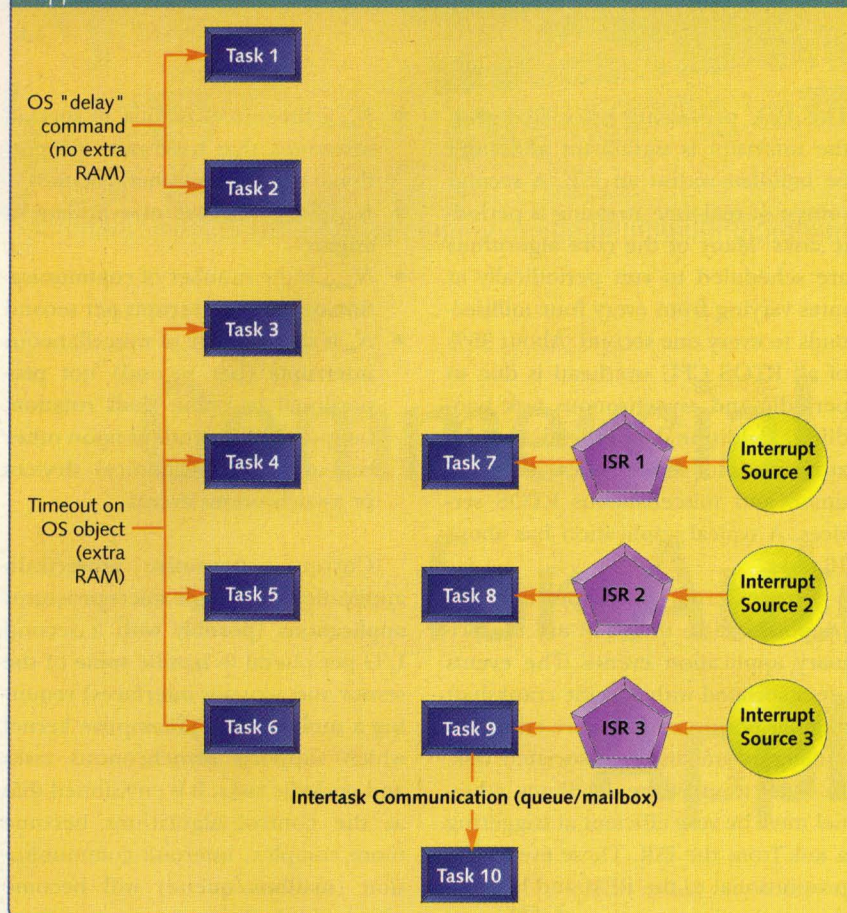 Task 1
OS "delay"
command
(no extra
RAM)
Task 2
Task 3
Task 4
Timeout on
OS object
(extra
RAM)
Task 5
Task 6
Task 7
ISR 1
Interrupt
Source 1
Task 8
ISR 2
Interrupt
Source 2
Task 9
ISR 3
Interrupt
Source 3
Intertask Communication (queue/mailbox)
Task 10